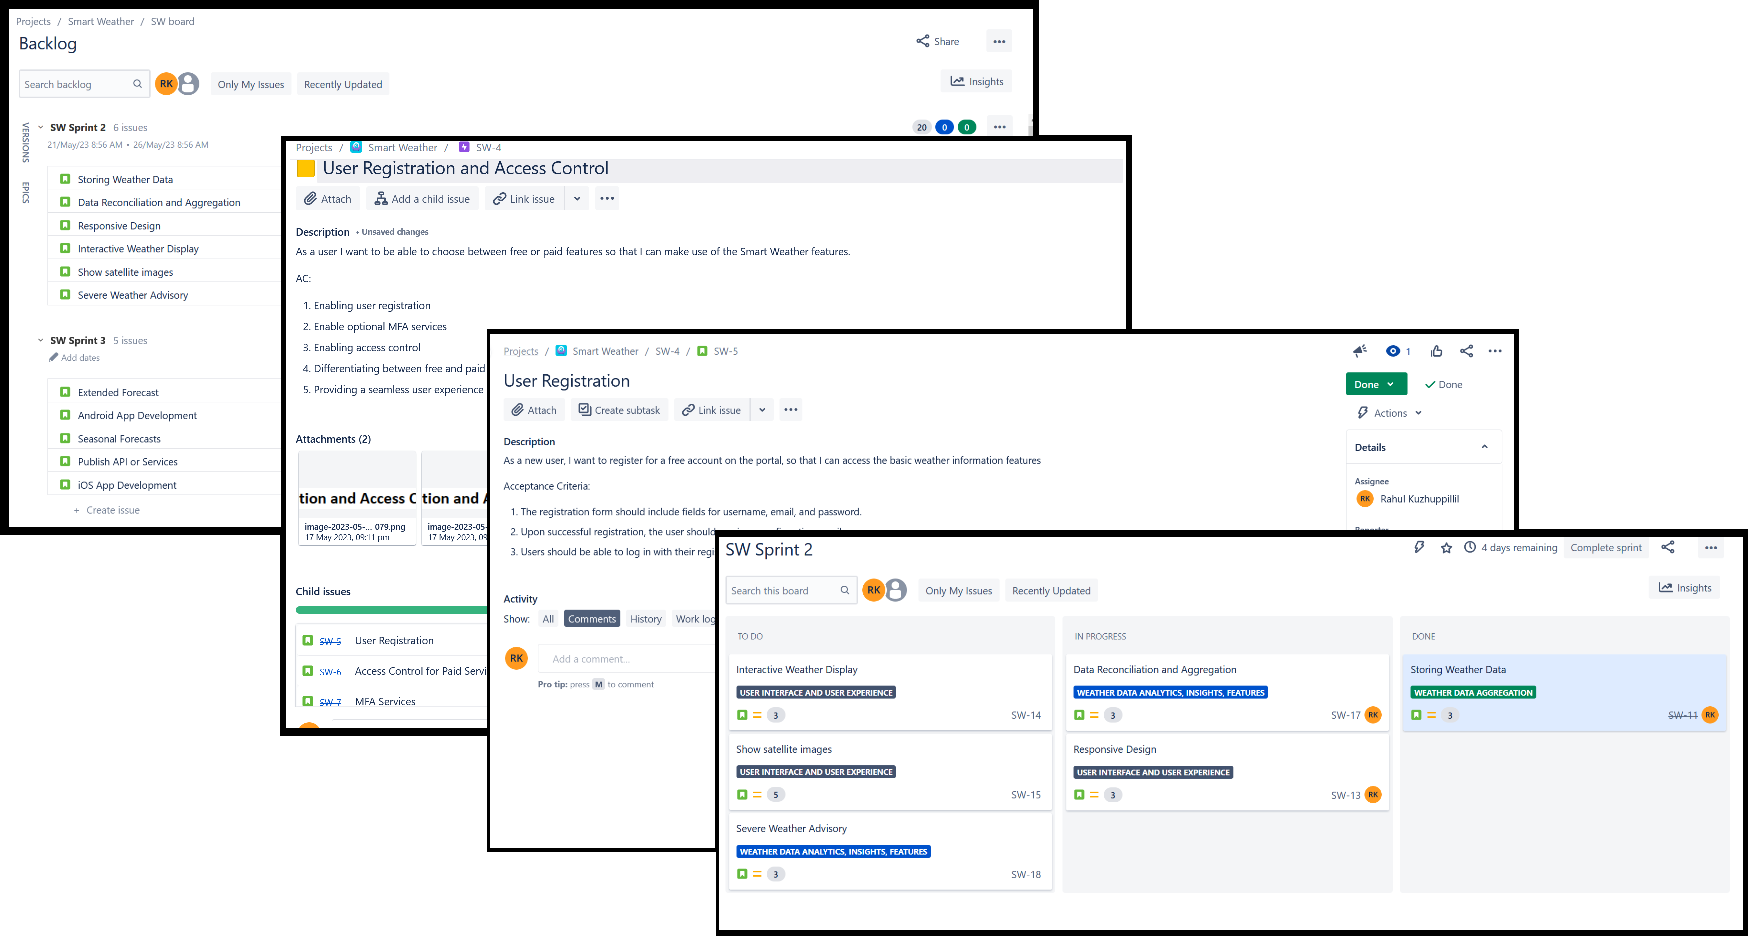 Projects / Smart Weather / SW board
Backlog
Share
Search backlog
RK
Only My Issues
Recently Updated
Insights
VERSIONS
EPICS
SW Sprint 2 6 issues
20 0 0
21/May/23 8:56 AM • 26/May/23 8:56 AM
Storing Weather Data
Data Reconciliation and Aggregation
Responsive Design
Interactive Weather Display
Show satellite images
Severe Weather Advisory
SW Sprint 3 5 issues
Add dates
Extended Forecast
Android App Development
Seasonal Forecasts
Publish API or Services
iOS App Development
+ Create issue
Projects / Smart Weather / SW-4
User Registration and Access Control
Attach
Add a child issue
Link issue
Description • Unsaved changes
As a user I want to be able to choose between free or paid features so that I can make use of the Smart Weather features.
AC:
1. Enabling user registration
2. Enable optional MFA services
3. Enabling access control
4. Differentiating between free and paid
5. Providing a seamless user experience
Attachments (2)
tion and Access C
tion and A
image-2023-05-... 079.png
17 May 2023, 09:11 pm
image-2023-0
17 May 2023,
Child issues
SW-5 User Registration
SW-6 Access Control for Paid Servi
SW-7 MFA Services
Projects / Smart Weather / SW-4 / SW-5
1
User Registration
Done
Done
Attach
Create subtask
Link issue
Actions
Description
As a new user, I want to register for a free account on the portal, so that I can access the basic weather information features
Acceptance Criteria:
1. The registration form should include fields for username, email, and password.
2. Upon successful registration, the user should
3. Users should be able to log in with their regi
Details
Assignee
RK Rahul Kuzhuppillil
Activity
Show: All Comments History Work log
RK Add a comment...
Pro tip: press M to comment
SW Sprint 2
4 days remaining
Complete sprint
Search this board
RK
Only My Issues
Recently Updated
Insights
TO DO
Interactive Weather Display
USER INTERFACE AND USER EXPERIENCE
3 SW-14
Show satellite images
USER INTERFACE AND USER EXPERIENCE
5 SW-15
Severe Weather Advisory
WEATHER DATA ANALYTICS, INSIGHTS, FEATURES
3 SW-18
IN PROGRESS
Data Reconciliation and Aggregation
WEATHER DATA ANALYTICS, INSIGHTS, FEATURES
3 SW-17 RK
Responsive Design
USER INTERFACE AND USER EXPERIENCE
3 SW-13 RK
DONE
Storing Weather Data
WEATHER DATA AGGREGATION
3 SW-11 RK